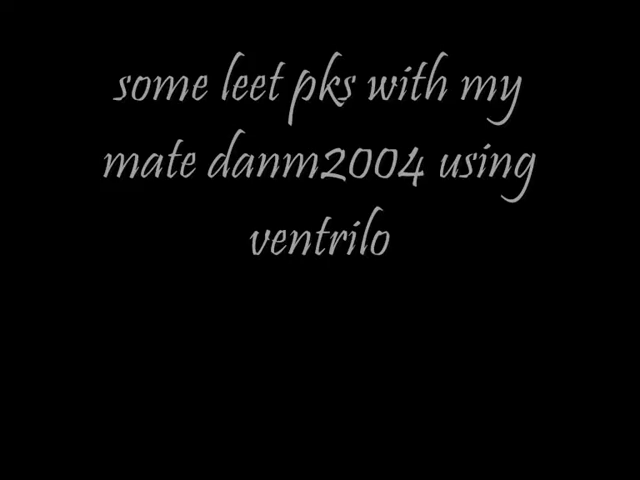 some leet pks with my
mate danm2004 using
ventrilo